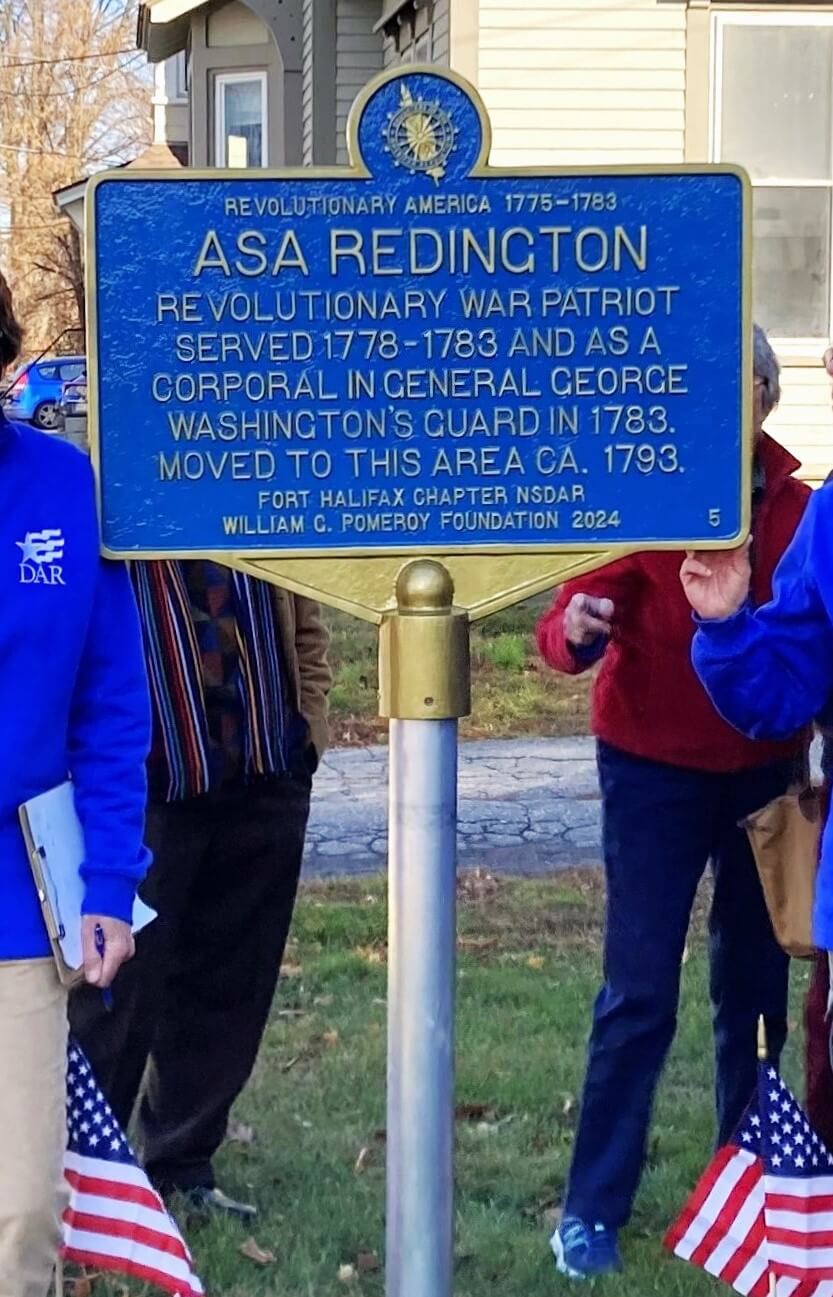 REVOLUTIONARY AMERICA 1775-1783
ASA REDINGTON
REVOLUTIONARY WAR PATRIOT
SERVED 1778-1783 AND AS A
CORPORAL IN GENERAL GEORGE
WASHINGTON'S GUARD IN 1783.
MOVED TO THIS AREA CA. 1793.
FORT HALIFAX CHAPTER NSDAR
WILLIAM G. POMEROY FOUNDATION 2024 5
DAR